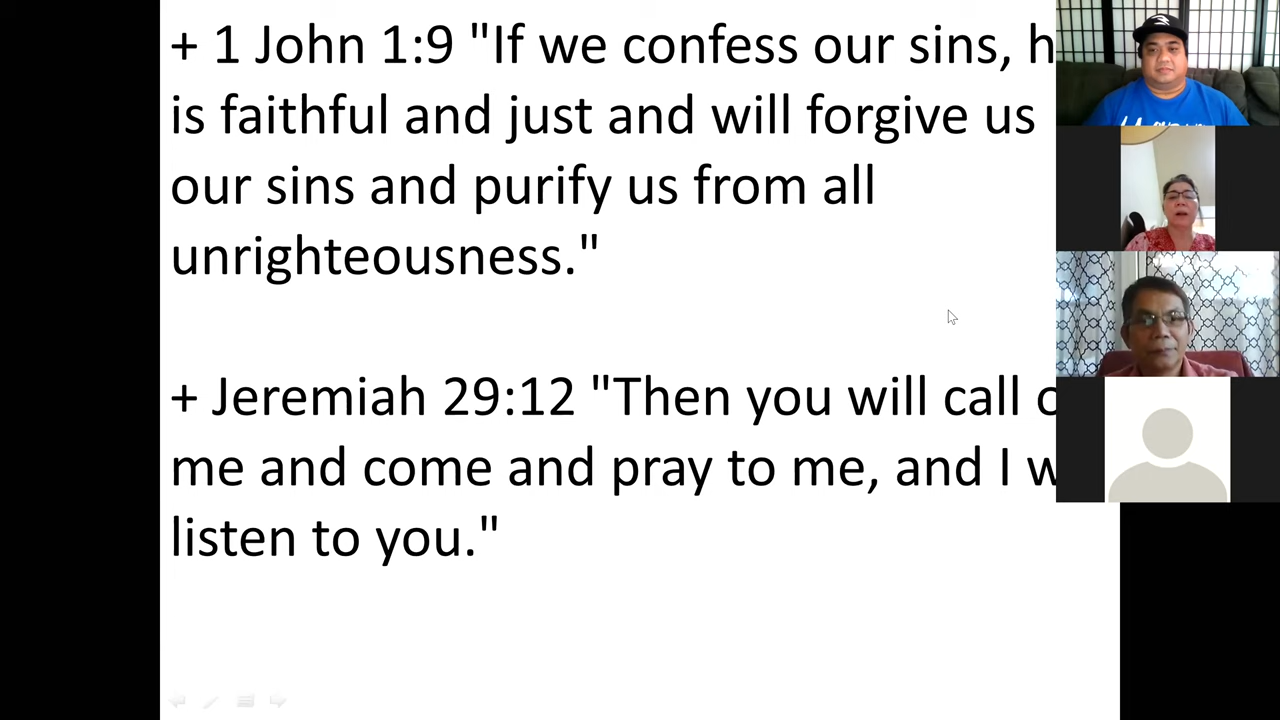 + 1 John 1:9 "If we confess our sins, h
is faithful and just and will forgive us
our sins and purify us from all
unrighteousness."
+ Jeremiah 29:12 "Then you will call
me and come and pray to me, and I
listen to you."